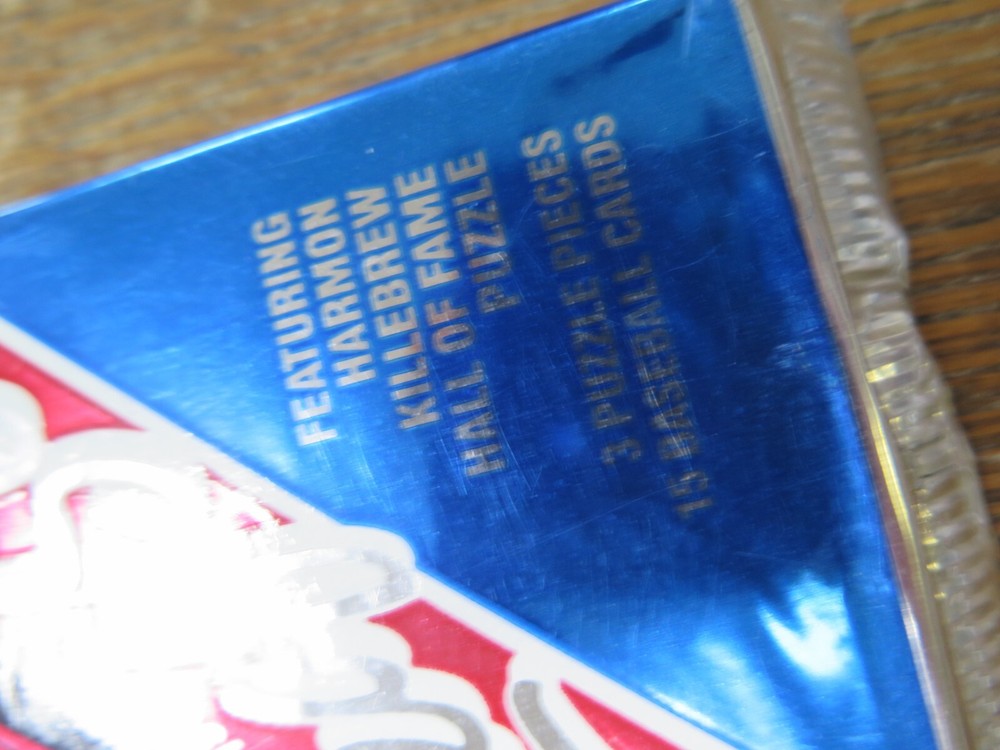 FEATURING
HARMON
KILLEBREW
HALL OF FAME
PUZZLE
3 PUZZLE PIECES
15 BASEBALL CARDS